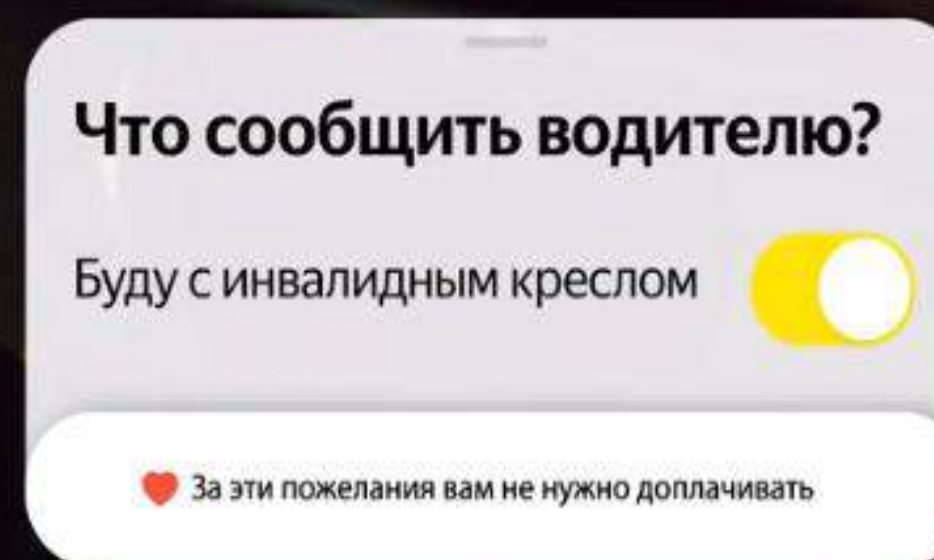 Что сообщить водителю?
Буду с инвалидным креслом
За эти пожелания вам не нужно доплачивать